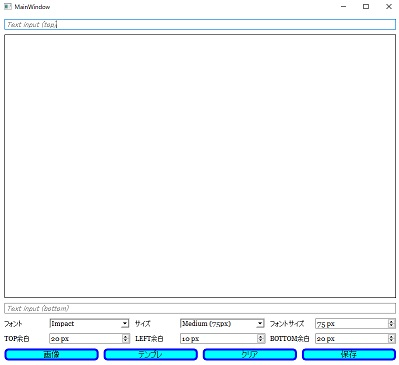 MainWindow
Text input (top)
Text input (bottom)
フォント Impact サイズ Medium (75px) フォントサイズ 75 px
TOP余白 20 px LEFT余白 10 px BOTTOM余白 20 px
画像 テンプレ クリア 保存